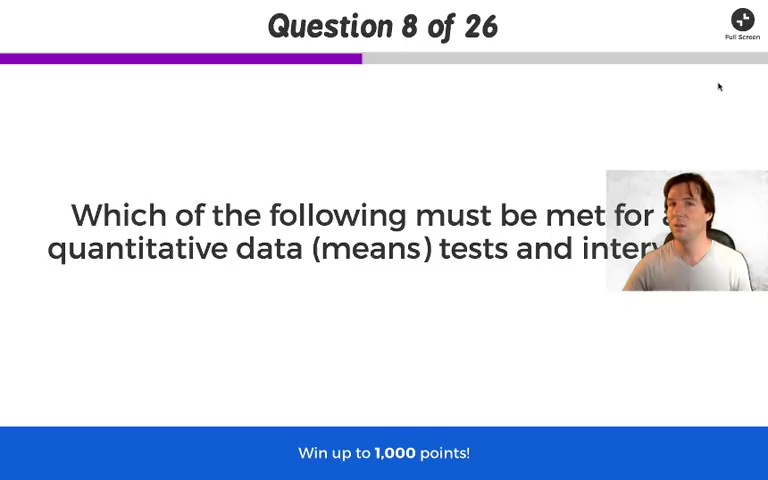 Question 8 of 26
Full Screen
Which of the following must be met for
quantitative data (means) tests and
Win up to 1,000 points!